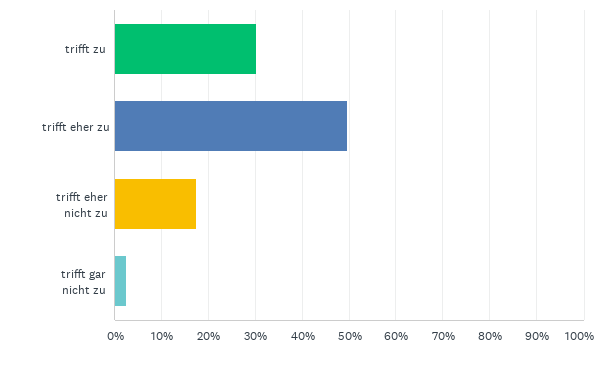 trifft zu
trifft eher zu
trifft eher
nicht zu
trifft gar
nicht zu
0% 10% 20% 30% 40% 50% 60% 70% 80% 90% 100%